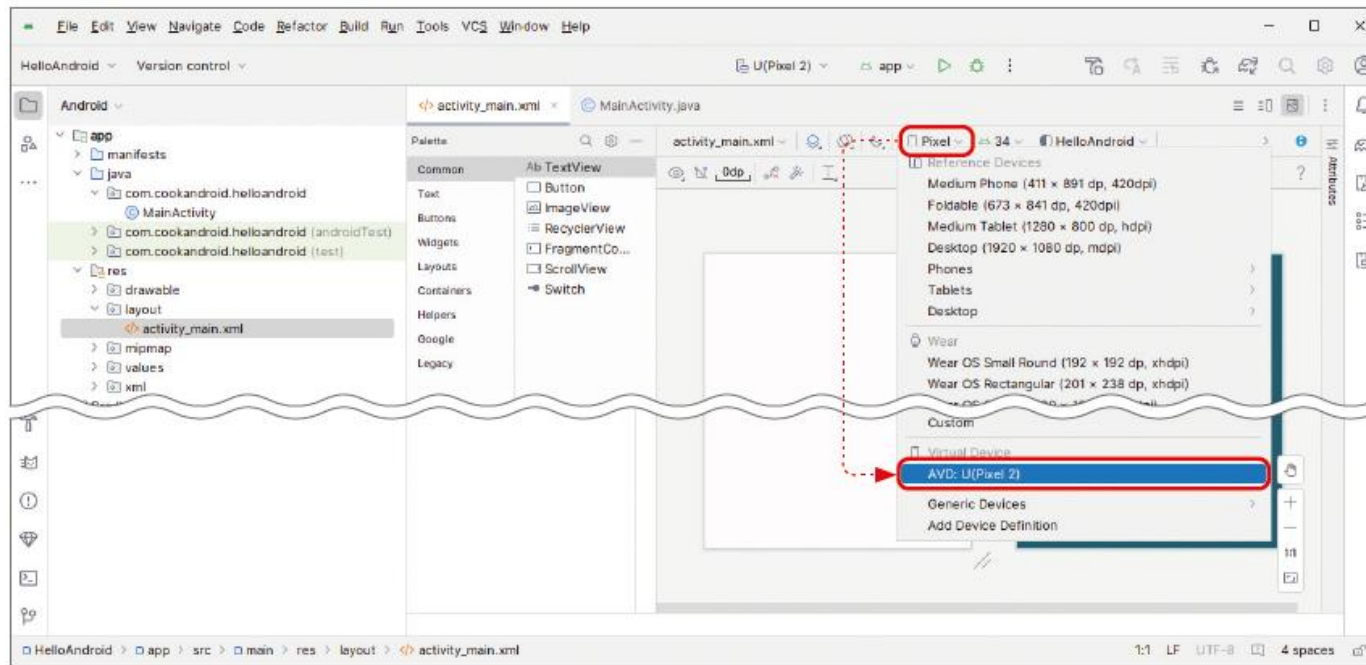 File Edit View Navigate Code Refactor Build Run Tools VCS Window Help
HelloAndroid Version control U(Pixel 2) app
Android
activity_main.xml MainActivity.java
app
manifests
java
com.cookandroid.helloandroid
MainActivity
com.cookandroid.helloandroid (androidTest)
com.cookandroid.helloandroid (test)
res
drawable
layout
activity_main.xml
mipmap
values
xml
Palette
Common
Text
Buttons
Widgets
Layouts
Containers
Helpers
Google
Legacy
Ab TextView
Button
ImageView
RecyclerView
FragmentCo...
ScrollView
Switch
activity_main.xml Pixel 34 HelloAndroid
0dp
Attributes
Reference Devices
Medium Phone (411 × 891 dp, 420dpi)
Foldable (673 × 841 dp, 420dpi)
Medium Tablet (1280 × 800 dp, hdpi)
Desktop (1920 × 1080 dp, mdpi)
Phones
Tablets
Desktop
Wear
Wear OS Small Round (192 × 192 dp, xhdpi)
Wear OS Rectangular (201 × 238 dp, xhdpi)
Custom
Virtual Device
AVD: U(Pixel 2)
Generic Devices
Add Device Definition
1:1
HelloAndroid > app > src > main > res > layout > activity_main.xml 1:1 LF UTF-8 4 spaces